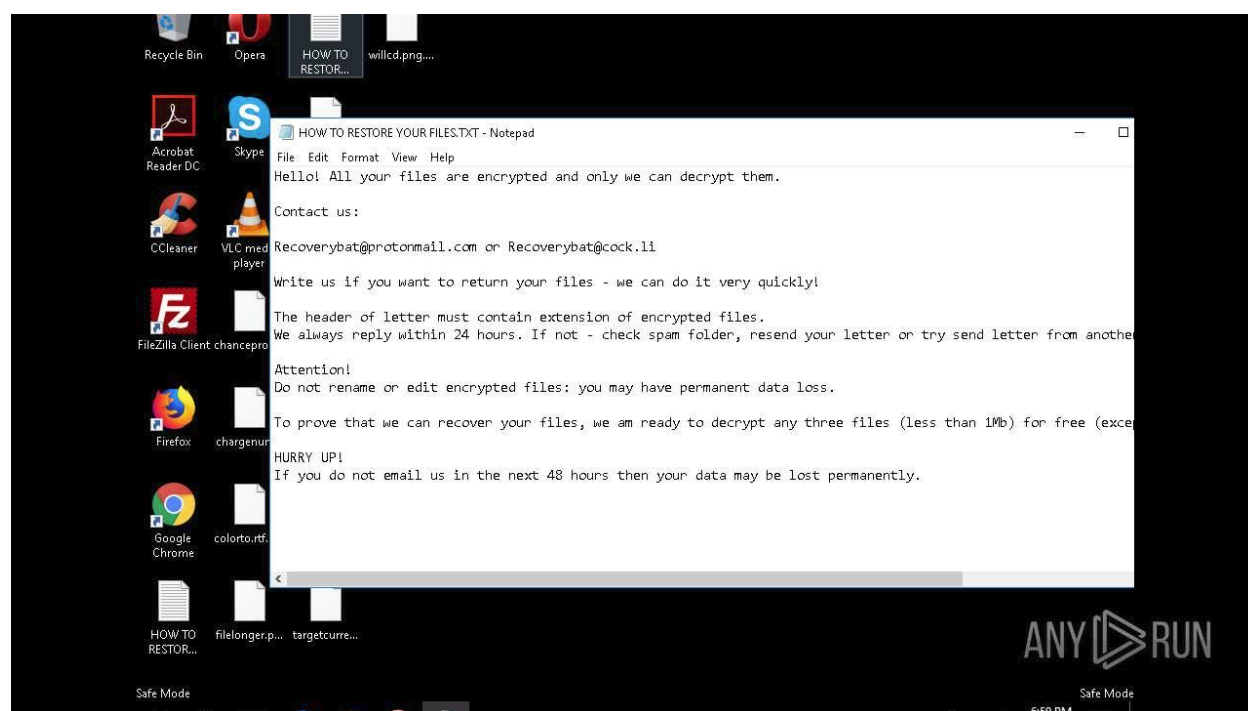 Recycle Bin
Opera
HOW TO
RESTOR...
willcd.png....
Acrobat
Reader DC
Skype
HOW TO RESTORE YOUR FILES.TXT - Notepad
File Edit Format View Help
Hello! All your files are encrypted and only we can decrypt them.
Contact us:
Recoverybat@protonmail.com or Recoverybat@cock.li
Write us if you want to return your files - we can do it very quickly!
The header of letter must contain extension of encrypted files.
We always reply within 24 hours. If not - check spam folder, resend your letter or try send letter from another
Attention!
Do not rename or edit encrypted files: you may have permanent data loss.
To prove that we can recover your files, we am ready to decrypt any three files (less than 1Mb) for free (excep
HURRY UP!
If you do not email us in the next 48 hours then your data may be lost permanently.
CCleaner
VLC med
player
FileZilla Client
chancepro
Firefox
chargenur
Google
Chrome
colorto.rtf.
HOW TO
RESTOR...
filelonger.p...
targetcurre...
ANY RUN
Safe Mode
Safe Mode